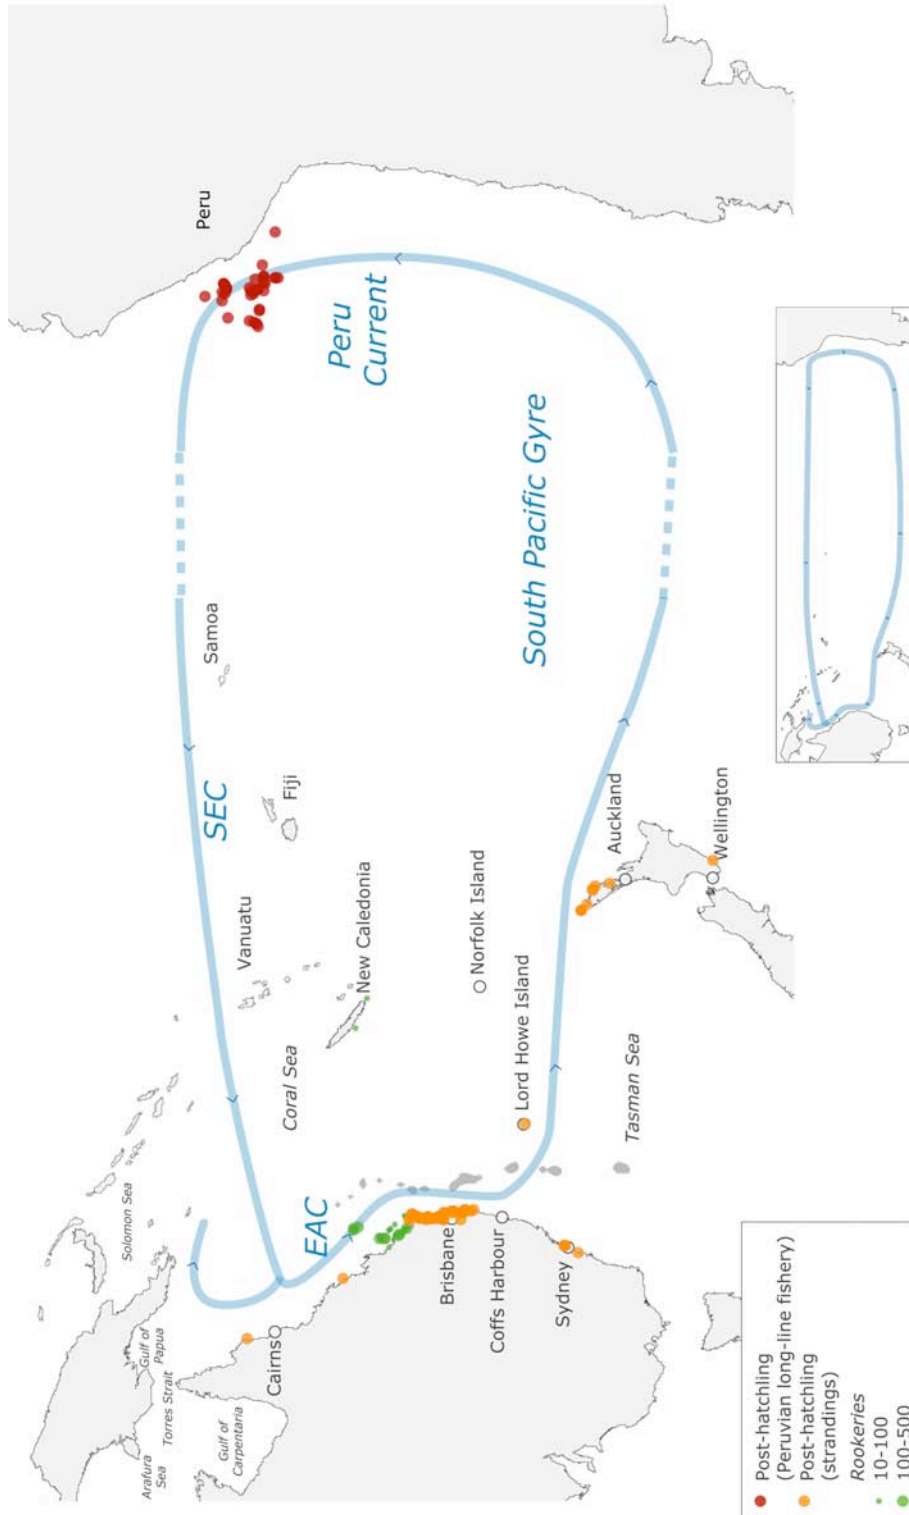 Peru
Peru
Current
South Pacific Gyre
Samoa
SEC
Fiji
Vanuatu
New Caledonia
Norfolk Island
Auckland
Wellington
Lord Howe Island
Coral Sea
Tasman Sea
Solomon Sea
EAC
Gulf of
Papua
Torres Strait
Arafura
Sea
Gulf of
Carpentaria
Cairns
Brisbane
Coffs Harbour
Sydney
Post-hatchling
(Peruvian long-line fishery)
Post-hatchling
(strandings)
Rookeries
10-100
100-500